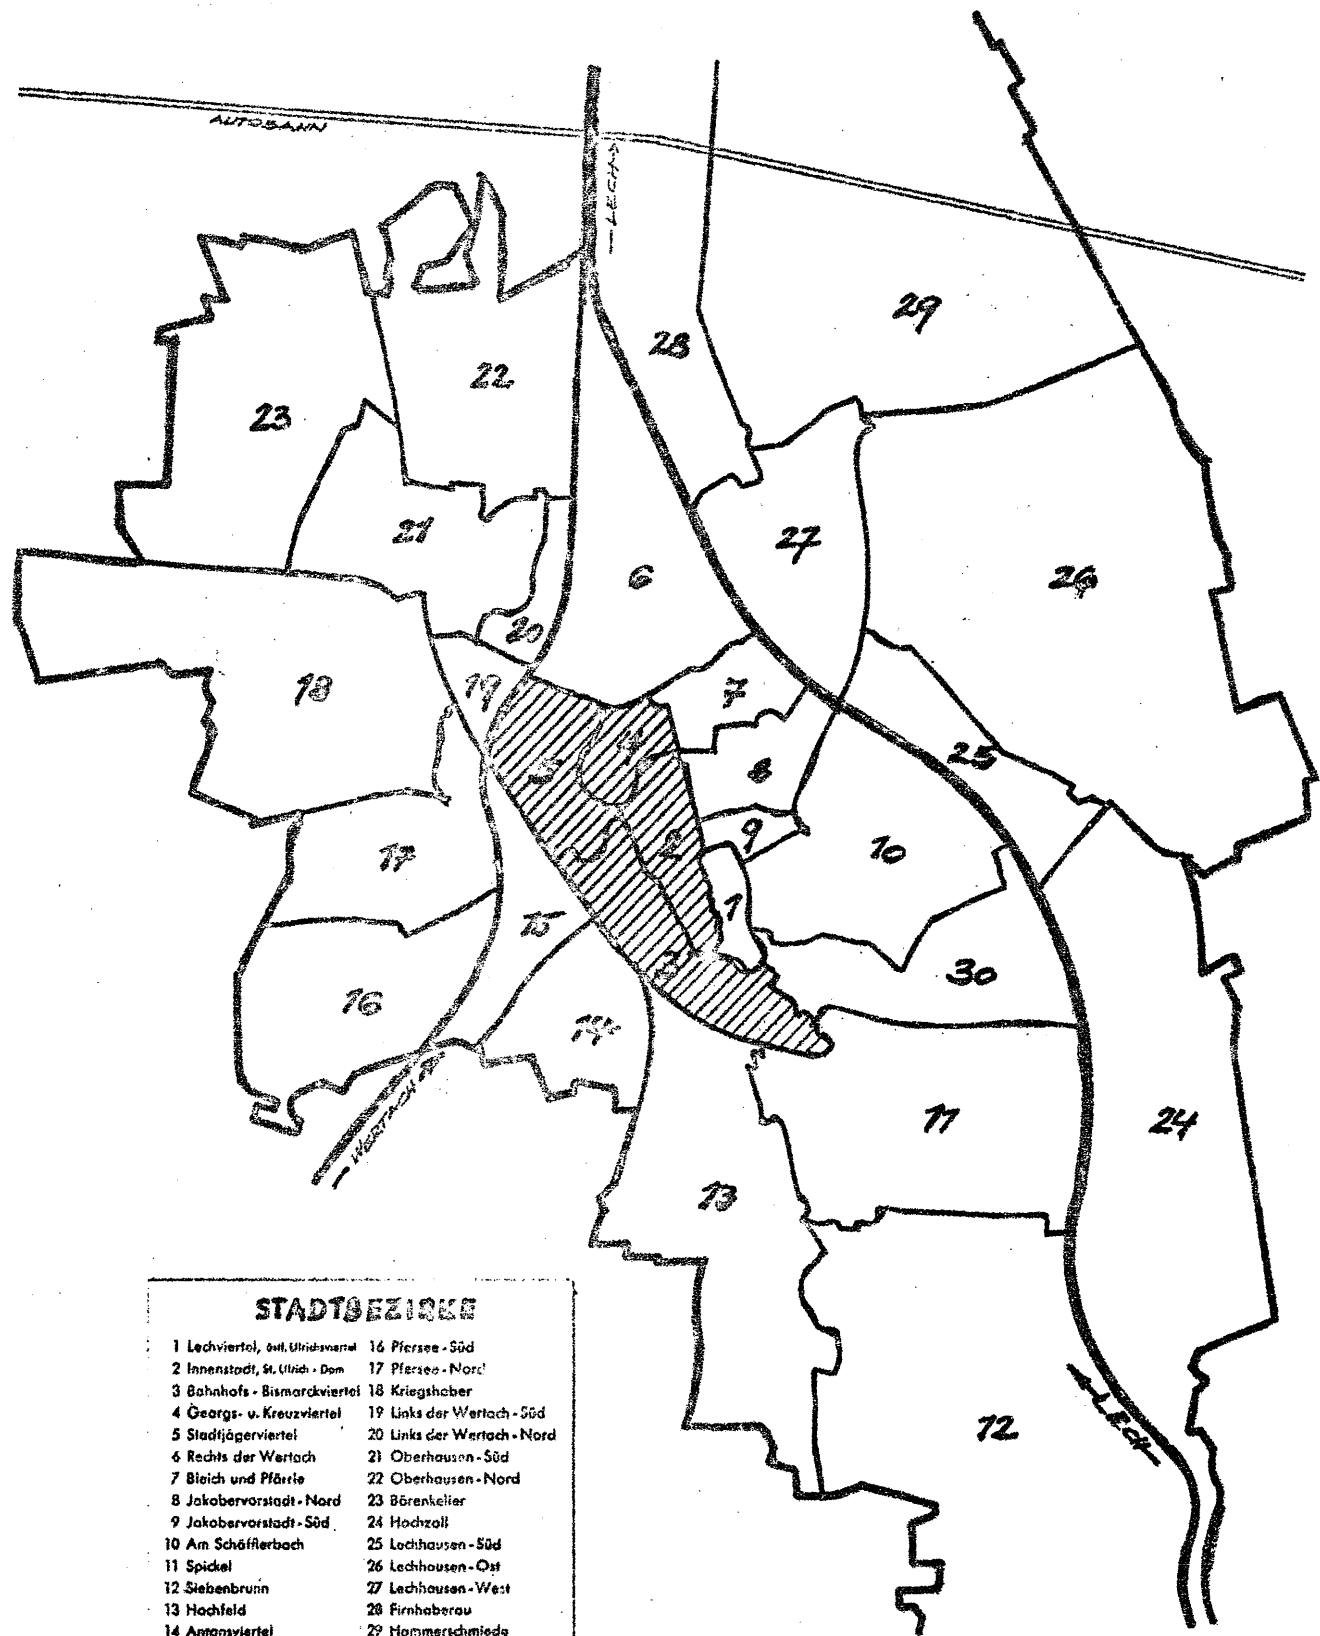 AUTOBANN
LECH
29
28
22
23
21
27
6
26
20
18
19
7
4
25
5
8
9
17
2
10
1
15
30
3
16
14
WERTACH
11
24
13
12
LECH
STADTBEZIRKE
1 Lechviertel, östl. Ulrichsviertel
2 Innenstadt, St. Ulrich - Dom
3 Bahnhofs - Bismarckviertel
4 Georgs- u. Kreuzviertel
5 Stadtjägerviertel
6 Rechts der Wertach
7 Bleich und Pfärrle
8 Jakobervorstadt - Nord
9 Jakobervorstadt - Süd
10 Am Schäfflerbach
11 Spickel
12 Siebenbrunn
13 Hochfeld
14 Antonsviertel
16 Pfersee - Süd
17 Pfersee - Nord
18 Kriegshaber
19 Links der Wertach - Süd
20 Links der Wertach - Nord
21 Oberhausen - Süd
22 Oberhausen - Nord
23 Bärenkeller
24 Hochzoll
25 Lechhausen - Süd
26 Lechhausen - Ost
27 Lechhausen - West
28 Firnhaberau
29 Hammerschmiede